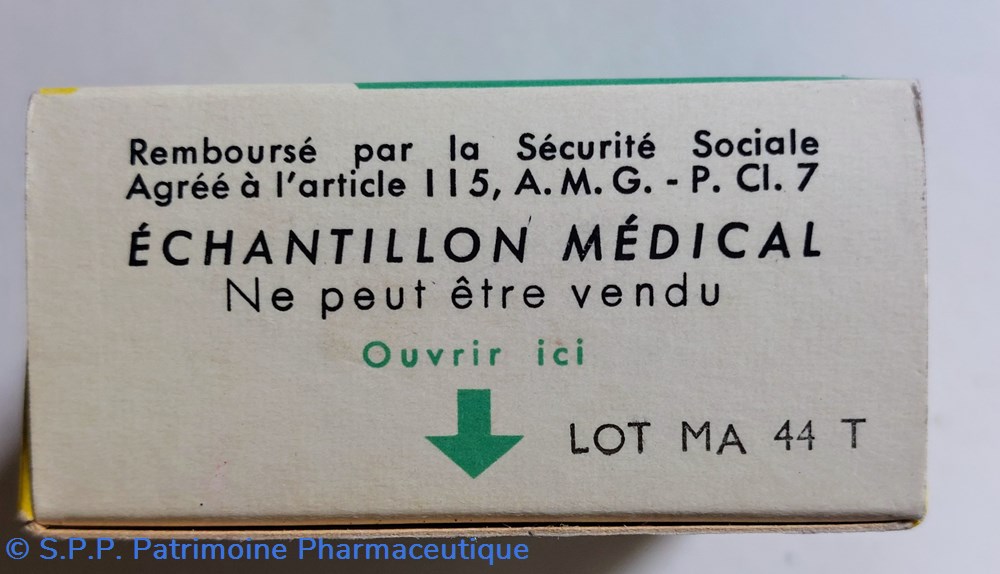 Remboursé par la Sécurité Sociale
Agréé à l'article 115, A.M.G. - P. Cl. 7
ÉCHANTILLON MÉDICAL
Ne peut être vendu
Ouvrir ici
LOT MA 44 T
© S.P.P. Patrimoine Pharmaceutique